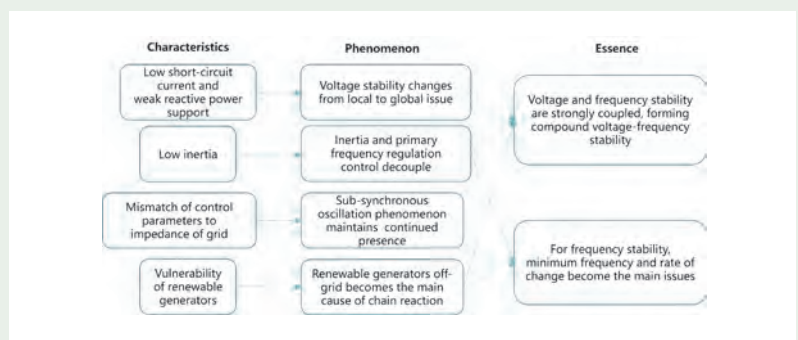 Characteristics
Phenomenon
Essence
Low short-circuit
current and
weak reactive power
support
Voltage stability changes
from local to global issue
Voltage and frequency stability
are strongly coupled, forming
compound voltage-frequency
stability
Low inertia
Inertia and primary
frequency regulation
control decouple
Mismatch of control
parameters to
impedance of grid
Sub-synchronous
oscillation phenomenon
maintains continued
presence
For frequency stability,
minimum frequency and rate of
change become the main issues
Vulnerability
of renewable
generators
Renewable generators off-
grid becomes the main
cause of chain reaction